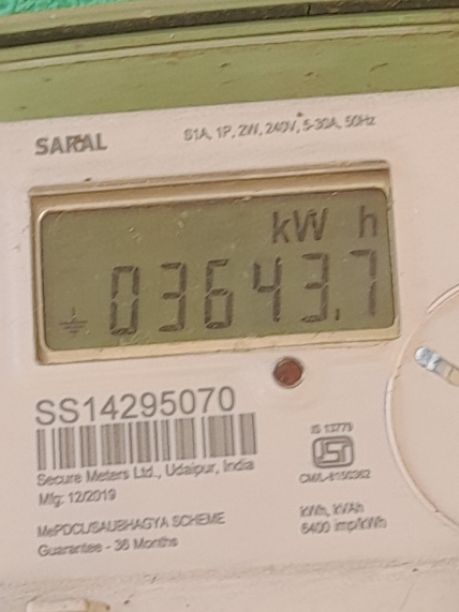 SARAL
S1A, 1P, 2W, 240V, 5-30A, 50Hz
kW h
03643.7
SS14295070
Secure Meters Ltd., Udaipur, India
Mfg: 12/2019
MePDCL/SAUBHAGYA SCHEME
Guarantee - 36 Months
IS 13779
ISI
kWh, kVAh
6400 imp/kWh